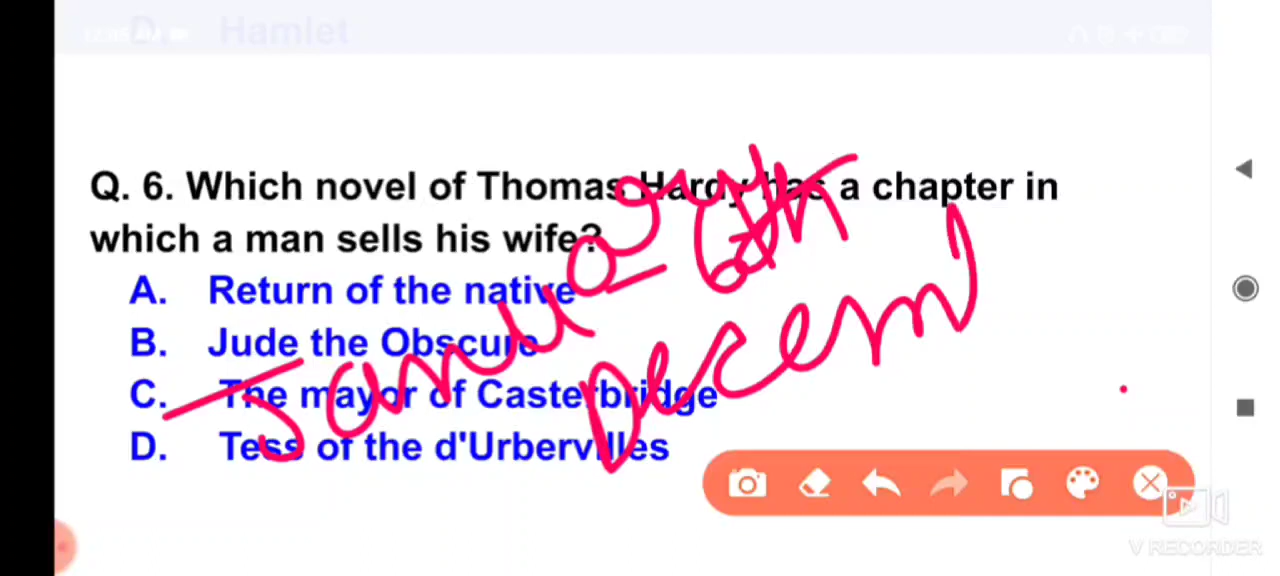 D. Hamlet
Q. 6. Which novel of Thomas Hardy has a chapter in
which a man sells his wife?
A. Return of the native
B. Jude the Obscure
C. The mayor of Casterbridge
D. Tess of the d'Urbervilles
January 6th
Decem
V RECORDER